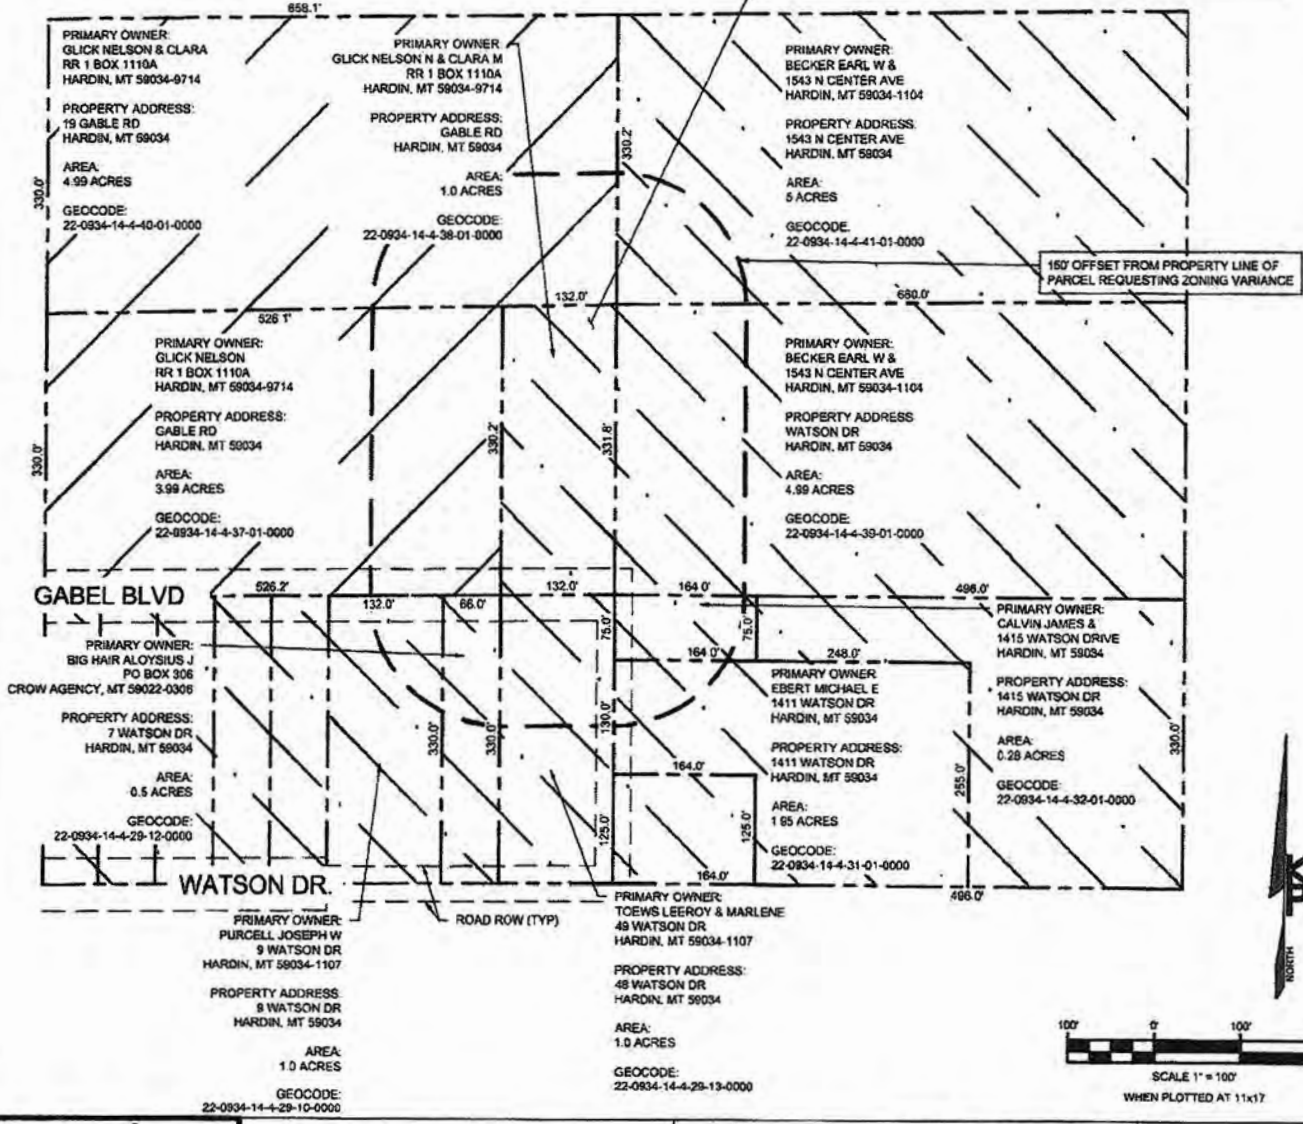 658.1'
PRIMARY OWNER:
GLICK NELSON & CLARA
RR 1 BOX 1110A
HARDIN, MT 59034-9714
PROPERTY ADDRESS:
19 GABLE RD
HARDIN, MT 59034
AREA:
4.99 ACRES
GEOCODE:
22-0934-14-4-40-01-0000
330.0'
PRIMARY OWNER:
GLICK NELSON N & CLARA M
RR 1 BOX 1110A
HARDIN, MT 59034-9714
PROPERTY ADDRESS:
GABLE RD
HARDIN, MT 59034
AREA:
1.0 ACRES
GEOCODE:
22-0934-14-4-38-01-0000
330.2'
PRIMARY OWNER:
BECKER EARL W &
1543 N CENTER AVE
HARDIN, MT 59034-1104
PROPERTY ADDRESS:
1543 N CENTER AVE
HARDIN, MT 59034
AREA:
5 ACRES
GEOCODE:
22-0934-14-4-41-01-0000
150' OFFSET FROM PROPERTY LINE OF
PARCEL REQUESTING ZONING VARIANCE
526.1'
132.0'
660.0'
PRIMARY OWNER:
GLICK NELSON
RR 1 BOX 1110A
HARDIN, MT 59034-9714
PROPERTY ADDRESS:
GABLE RD
HARDIN, MT 59034
AREA:
3.99 ACRES
GEOCODE:
22-0934-14-4-37-01-0000
330.0'
330.2'
331.8'
PRIMARY OWNER:
BECKER EARL W &
1543 N CENTER AVE
HARDIN, MT 59034-1104
PROPERTY ADDRESS
WATSON DR
HARDIN, MT 59034
AREA:
4.99 ACRES
GEOCODE:
22-0934-14-4-39-01-0000
GABEL BLVD
526.2'
132.0'
66.0'
132.0'
164.0'
496.0'
75.0'
75.0'
164.0'
248.0'
PRIMARY OWNER:
BIG HAIR ALOYSIUS J
PO BOX 306
CROW AGENCY, MT 59022-0306
PROPERTY ADDRESS:
7 WATSON DR
HARDIN, MT 59034
AREA:
0.5 ACRES
GEOCODE:
22-0934-14-4-29-12-0000
330.0'
330.0'
130.0'
164.0'
125.0'
125.0'
164.0'
PRIMARY OWNER
EBERT MICHAEL E
1411 WATSON DR
HARDIN, MT 59034
PROPERTY ADDRESS:
1411 WATSON DR
HARDIN, MT 59034
AREA:
1.95 ACRES
GEOCODE:
22-0934-14-4-31-01-0000
255.0'
PRIMARY OWNER:
CALVIN JAMES &
1415 WATSON DRIVE
HARDIN, MT 59034
PROPERTY ADDRESS:
1415 WATSON DR
HARDIN, MT 59034
AREA:
0.28 ACRES
GEOCODE:
22-0934-14-4-32-01-0000
330.0'
496.0'
WATSON DR.
ROAD ROW (TYP)
PRIMARY OWNER:
PURCELL JOSEPH W
9 WATSON DR
HARDIN, MT 59034-1107
PROPERTY ADDRESS:
9 WATSON DR
HARDIN, MT 59034
AREA:
1.0 ACRES
GEOCODE:
22-0934-14-4-29-10-0000
PRIMARY OWNER:
TOEWS LEEROY & MARLENE
49 WATSON DR
HARDIN, MT 59034-1107
PROPERTY ADDRESS:
48 WATSON DR
HARDIN, MT 59034
AREA:
1.0 ACRES
GEOCODE:
22-0934-14-4-29-13-0000
NORTH
100'
0'
100'
SCALE 1" = 100'
WHEN PLOTTED AT 11x17